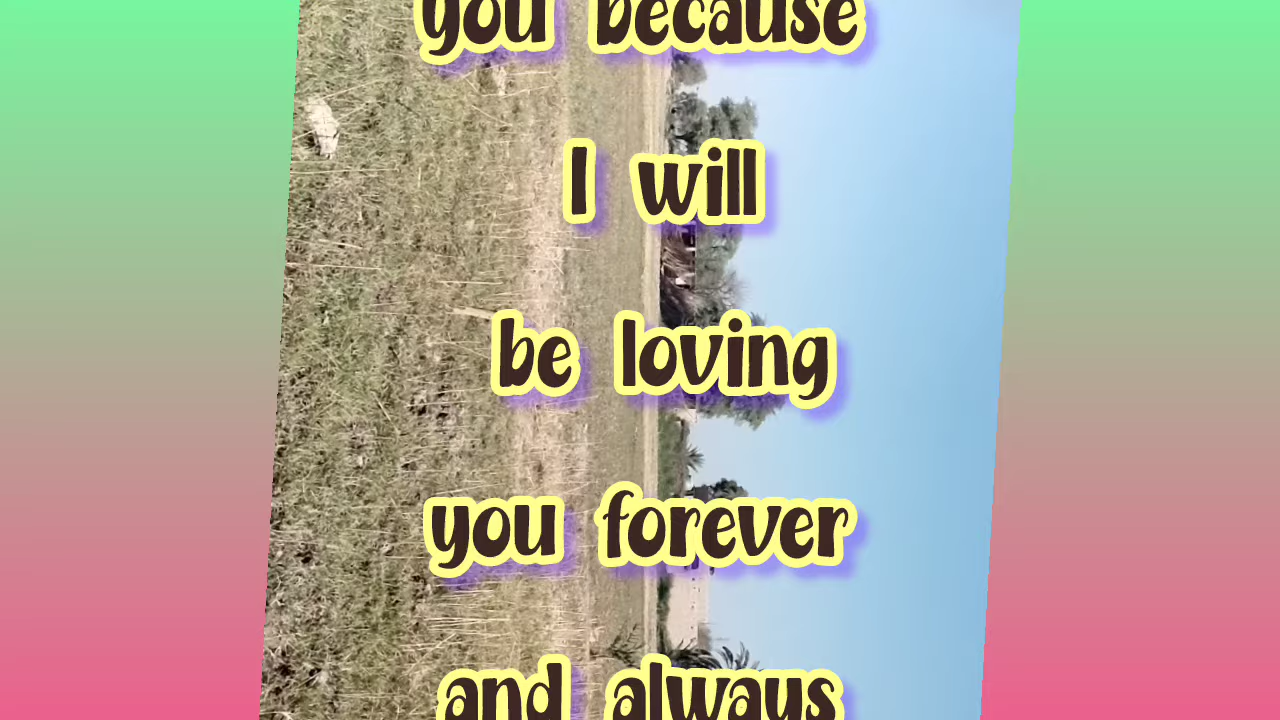 you because
I will
be loving
you forever
and always